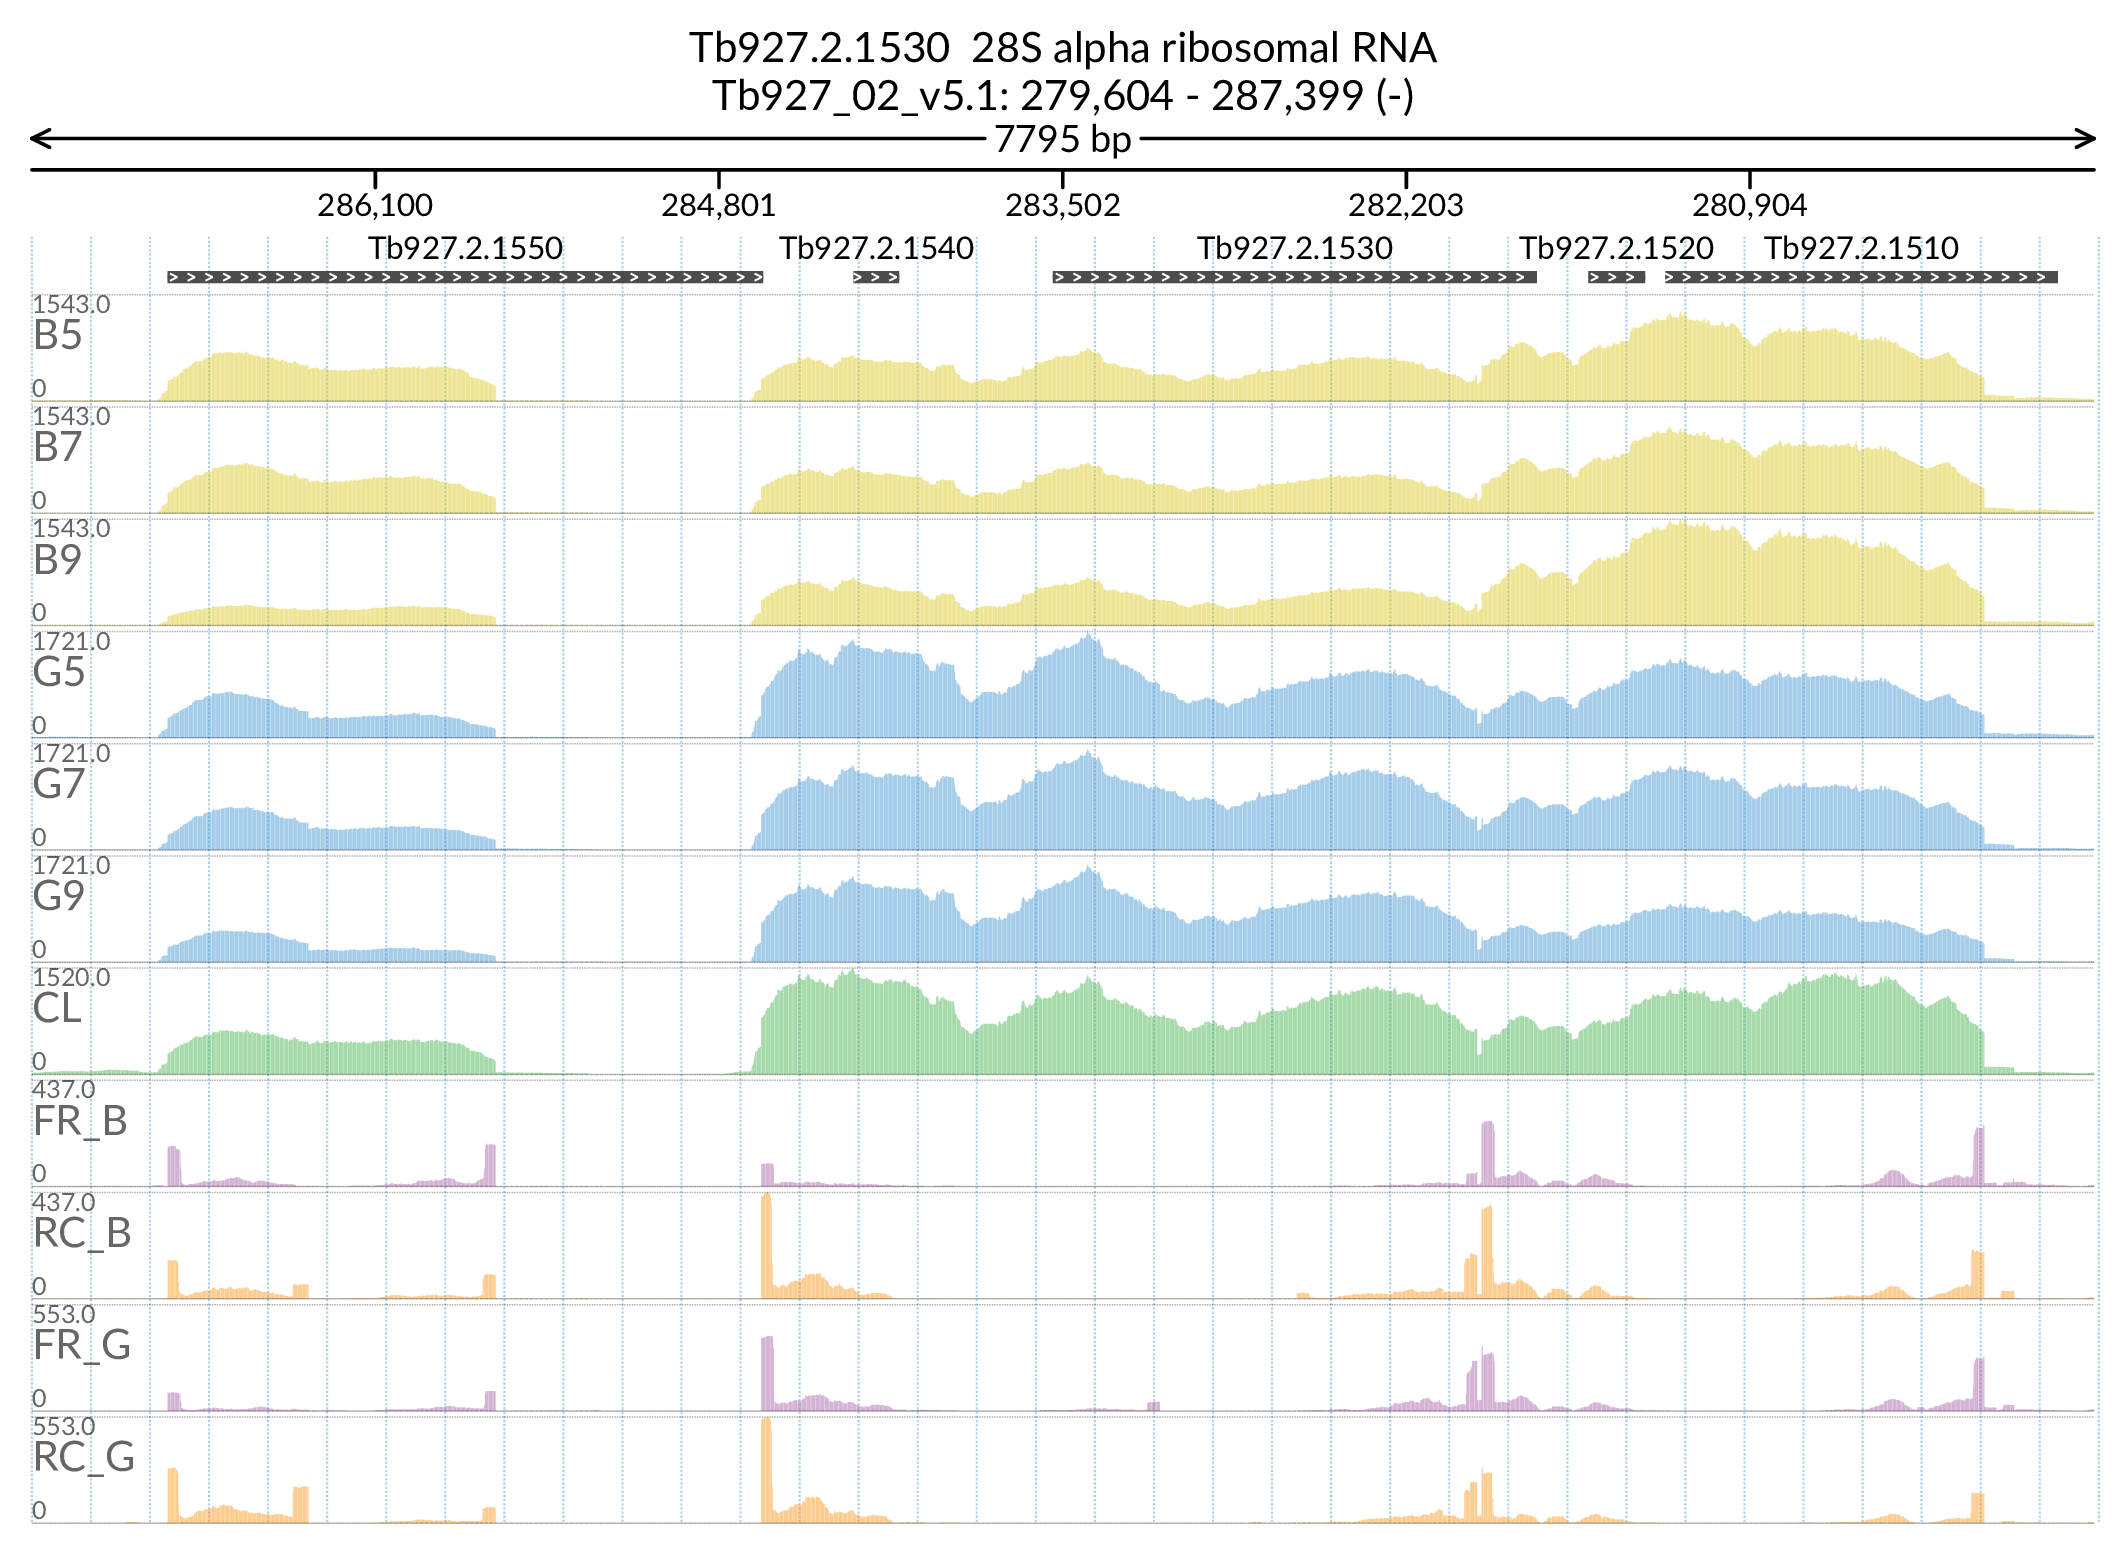 Tb927.2.1530  28S alpha ribosomal RNA
Tb927_02_v5.1: 279,604 - 287,399 (-)
7795 bp
286,100 284,801 283,502 282,203 280,904
Tb927.2.1550 Tb927.2.1540 Tb927.2.1530 Tb927.2.1520 Tb927.2.1510
1543.0
B5
0
1543.0
B7
0
1543.0
B9
0
1721.0
G5
0
1721.0
G7
0
1721.0
G9
0
1520.0
CL
0
437.0
FR_B
0
437.0
RC_B
0
553.0
FR_G
0
553.0
RC_G
0